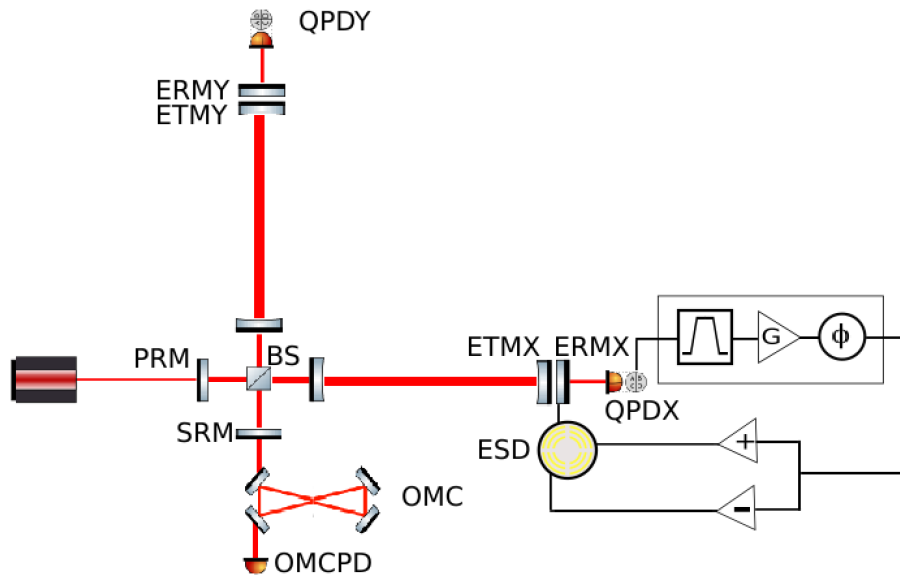 QPDY
ERMY
ETMY
PRM
BS
ETMX
ERMX
G
ϕ
QPDX
SRM
ESD
+
-
OMC
OMCPD